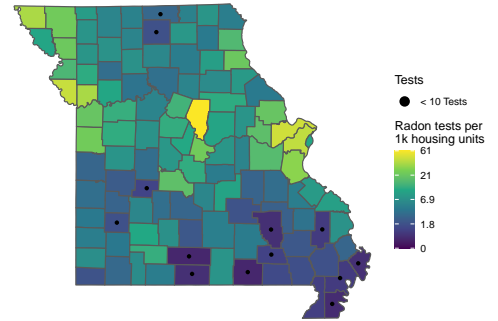 Tests
< 10 Tests
Radon tests per
1k housing units
61
21
6.9
1.8
0